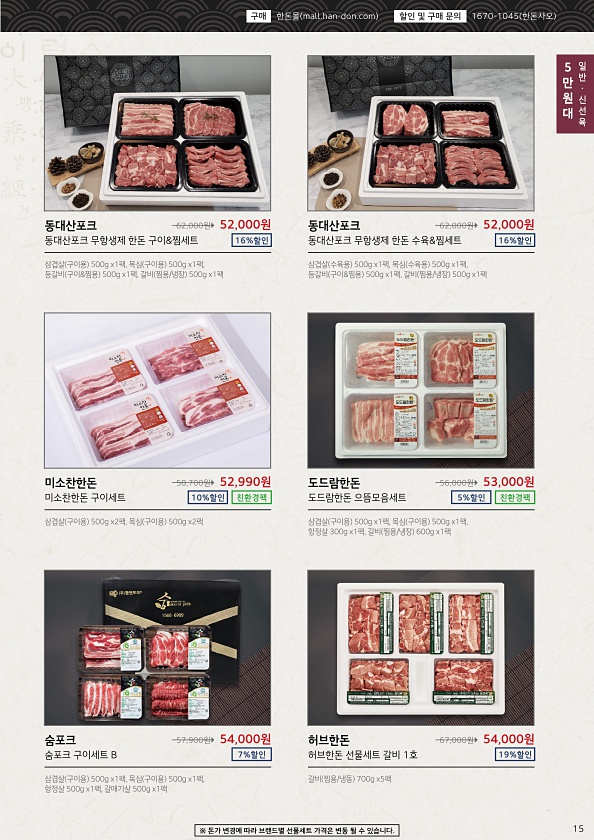 구매 한돈몰(mall.han-don.com) 할인 및 구매 문의 1670-1045(한돈사오)
5만원대
일반·신선육
동대산포크 62,000원 52,000원
동대산포크 무항생제 한돈 구이&찜세트 16%할인
삼겹살(구이용) 500g x1팩, 목심(구이용) 500g x1팩,
등갈비(구이&찜용) 500g x1팩, 갈비(찜용/냉장) 500g x1팩
동대산포크 62,000원 52,000원
동대산포크 무항생제 한돈 수육&찜세트 16%할인
삼겹살(수육용) 500g x1팩, 목심(수육용) 500g x1팩,
등갈비(구이&찜용) 500g x1팩, 갈비(찜용/냉장) 500g x1팩
미소찬한돈 58,700원 52,990원
미소찬한돈 구이세트 10%할인 친환경팩
삼겹살(구이용) 500g x2팩, 목심(구이용) 500g x2팩
도드람한돈 56,000원 53,000원
도드람한돈 으뜸모음세트 5%할인 친환경팩
삼겹살(구이용) 500g x1팩, 목심(구이용) 500g x1팩,
항정살 300g x1팩, 갈비(찜용/냉장) 600g x1팩
숨포크 57,900원 54,000원
숨포크 구이세트 B 7%할인
삼겹살(구이용) 500g x1팩, 목심(구이용) 500g x1팩,
항정살 500g x1팩, 갈매기살 500g x1팩
허브한돈 67,000원 54,000원
허브한돈 선물세트 갈비 1호 19%할인
갈비(찜용/냉동) 700g x5팩
※ 돈가 변경에 따라 브랜드별 선물세트 가격은 변동 될 수 있습니다.
15